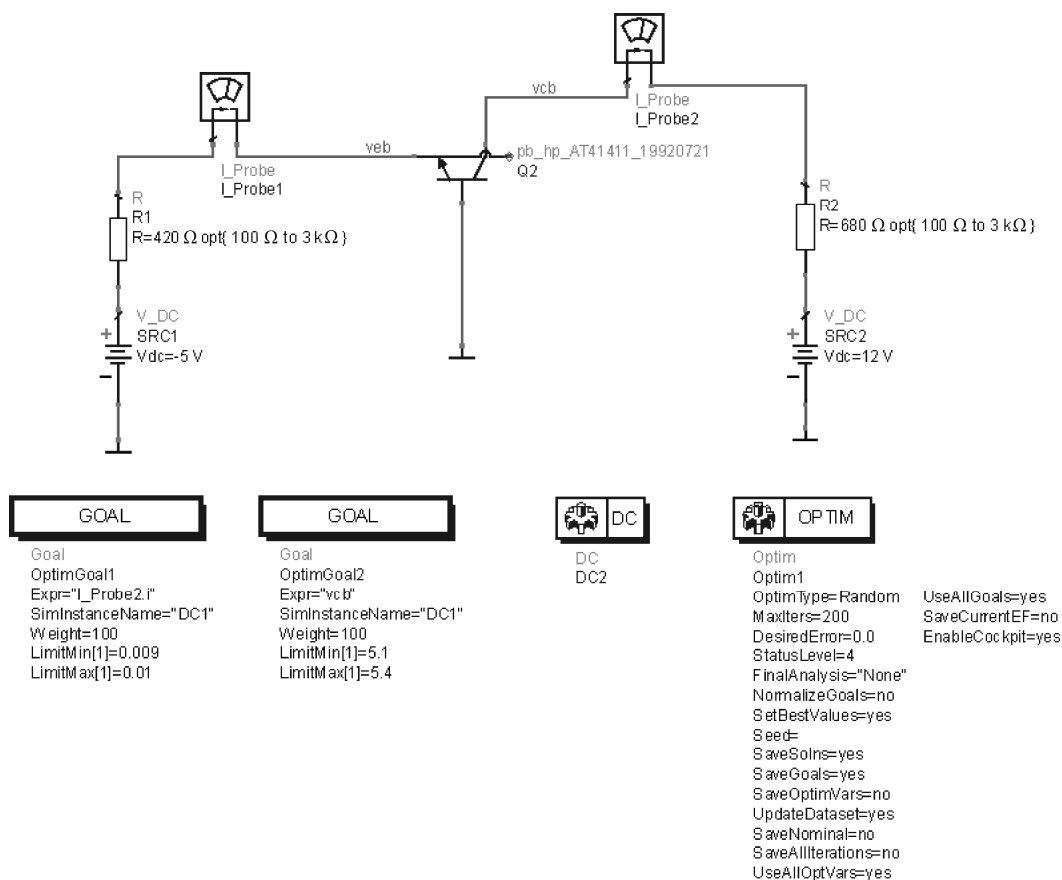 I_Probe
I_Probe2
vcb
I_Probe
I_Probe1
veb
pb_hp_AT41411_19920721
Q2
R
R1
R=420 Ω opt{ 100 Ω to 3 kΩ }
R
R2
R=680 Ω opt{ 100 Ω to 3 kΩ }
+
V_DC
SRC1
Vdc=-5 V
−
+
V_DC
SRC2
Vdc=12 V
−
GOAL
Goal
OptimGoal1
Expr="I_Probe2.i"
SimInstanceName="DC1"
Weight=100
LimitMin[1]=0.009
LimitMax[1]=0.01
GOAL
Goal
OptimGoal2
Expr="vcb"
SimInstanceName="DC1"
Weight=100
LimitMin[1]=5.1
LimitMax[1]=5.4
DC
DC
DC2
OPTIM
Optim
Optim1
OptimType=Random
MaxIters=200
DesiredError=0.0
StatusLevel=4
FinalAnalysis="None"
NormalizeGoals=no
SetBestValues=yes
Seed=
SaveSolns=yes
SaveGoals=yes
SaveOptimVars=no
UpdateDataset=yes
SaveNominal=no
SaveAllIterations=no
UseAllOptVars=yes
UseAllGoals=yes
SaveCurrentEF=no
EnableCockpit=yes